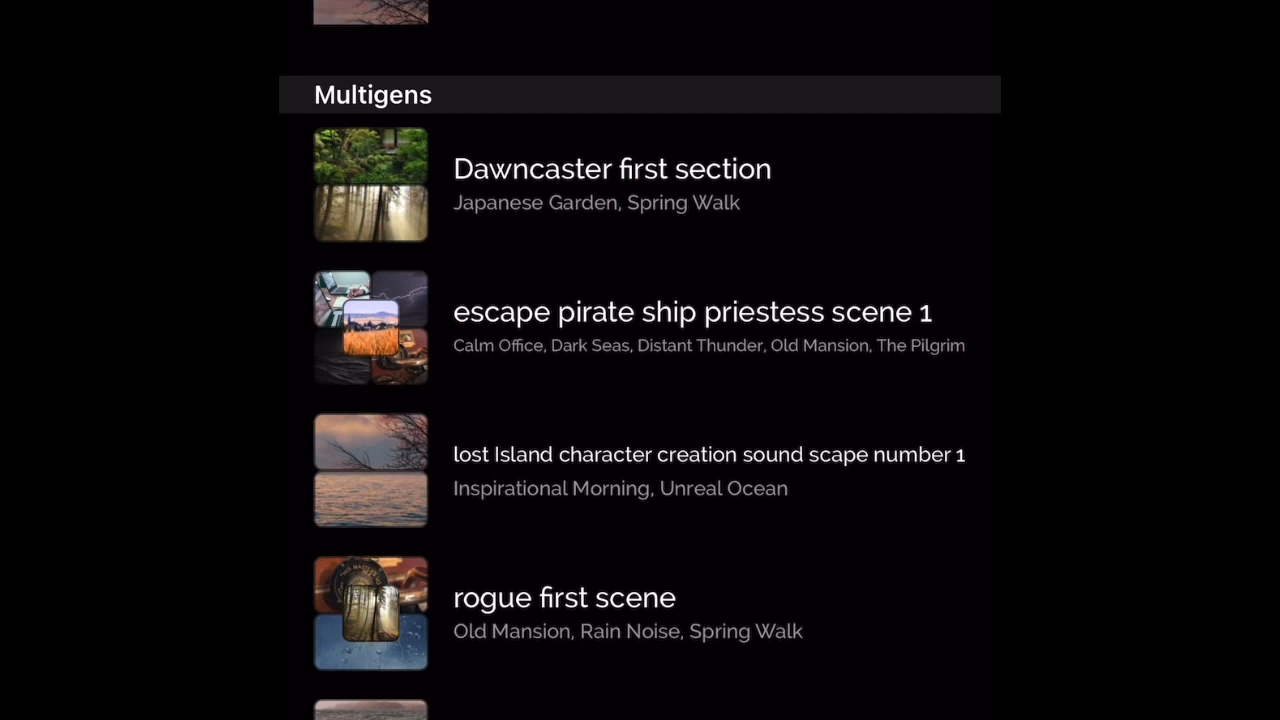 Multigens
Dawncaster first section
Japanese Garden, Spring Walk
escape pirate ship priestess scene 1
Calm Office, Dark Seas, Distant Thunder, Old Mansion, The Pilgrim
lost Island character creation sound scape number 1
Inspirational Morning, Unreal Ocean
rogue first scene
Old Mansion, Rain Noise, Spring Walk